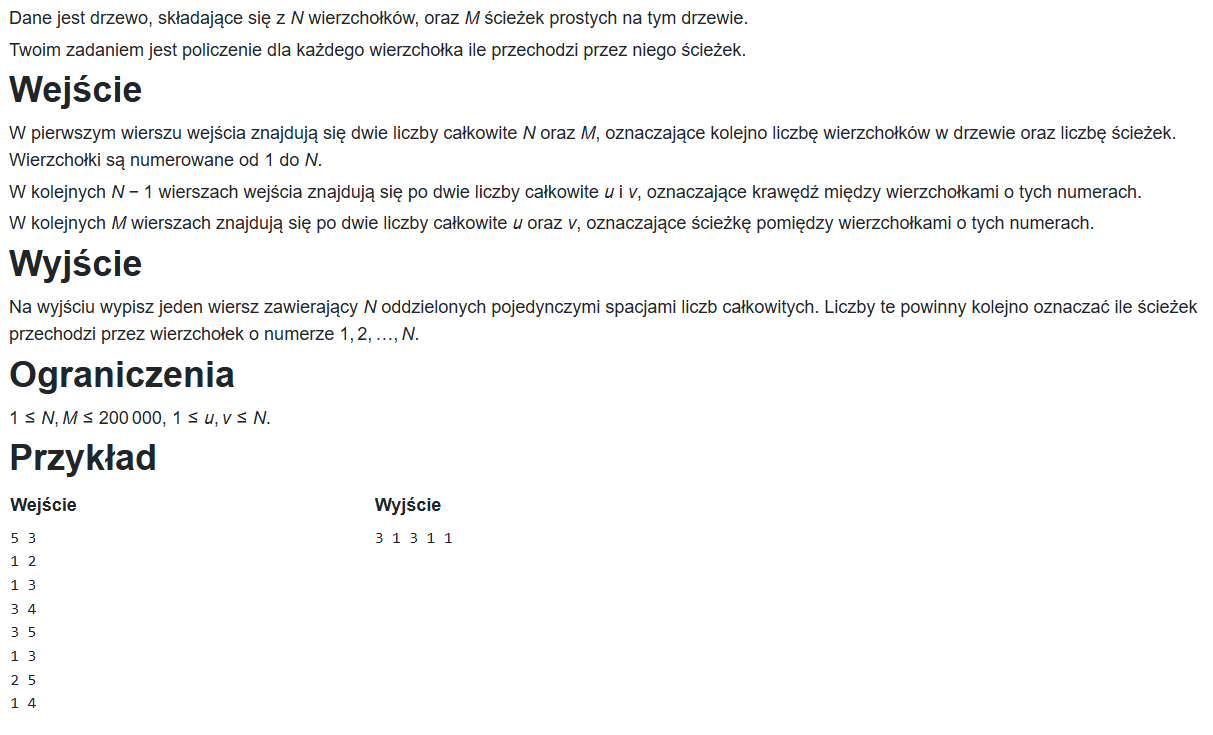 Dane jest drzewo, składające się z N wierzchołków, oraz M ścieżek prostych na tym drzewie.
Twoim zadaniem jest policzenie dla każdego wierzchołka ile przechodzi przez niego ścieżek.
Wejście
W pierwszym wierszu wejścia znajdują się dwie liczby całkowite N oraz M, oznaczające kolejno liczbę wierzchołków w drzewie oraz liczbę ścieżek.
Wierzchołki są numerowane od 1 do N.
W kolejnych N − 1 wierszach wejścia znajdują się po dwie liczby całkowite u i v, oznaczające krawędź między wierzchołkami o tych numerach.
W kolejnych M wierszach znajdują się po dwie liczby całkowite u oraz v, oznaczające ścieżkę pomiędzy wierzchołkami o tych numerach.
Wyjście
Na wyjściu wypisz jeden wiersz zawierający N oddzielonych pojedynczymi spacjami liczb całkowitych. Liczby te powinny kolejno oznaczać ile ścieżek
przechodzi przez wierzchołek o numerze 1, 2, …, N.
Ograniczenia
1 ≤ N, M ≤ 200 000, 1 ≤ u, v ≤ N.
Przykład
Wejście Wyjście
5 3 3 1 3 1 1
1 2
1 3
3 4
3 5
1 3
2 5
1 4